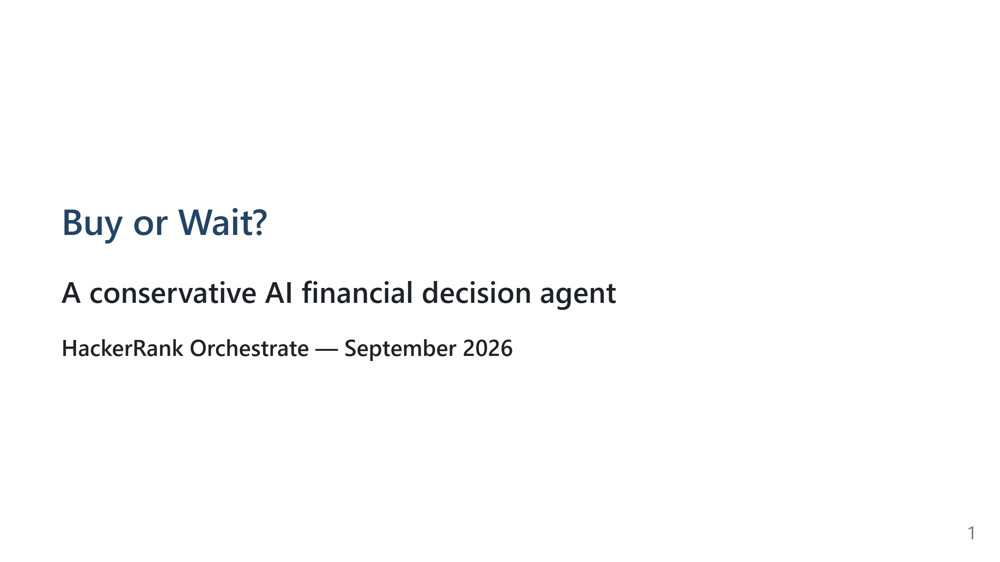 Buy or Wait?
A conservative AI financial decision agent
HackerRank Orchestrate — September 2026
1